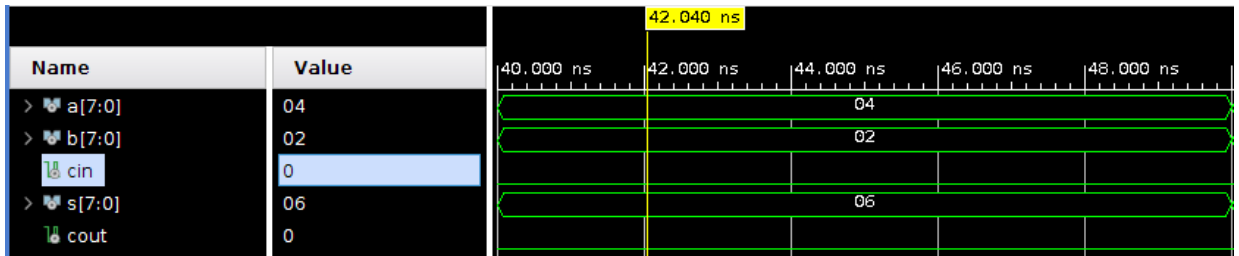 42.040 ns
Name Value 40.000 ns 42.000 ns 44.000 ns 46.000 ns 48.000 ns
a[7:0] 04 04
b[7:0] 02 02
cin 0
s[7:0] 06 06
cout 0